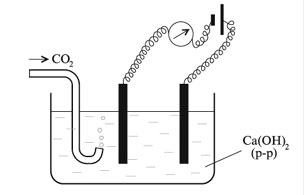 → CO₂
Ca(OH)₂
(p-p)